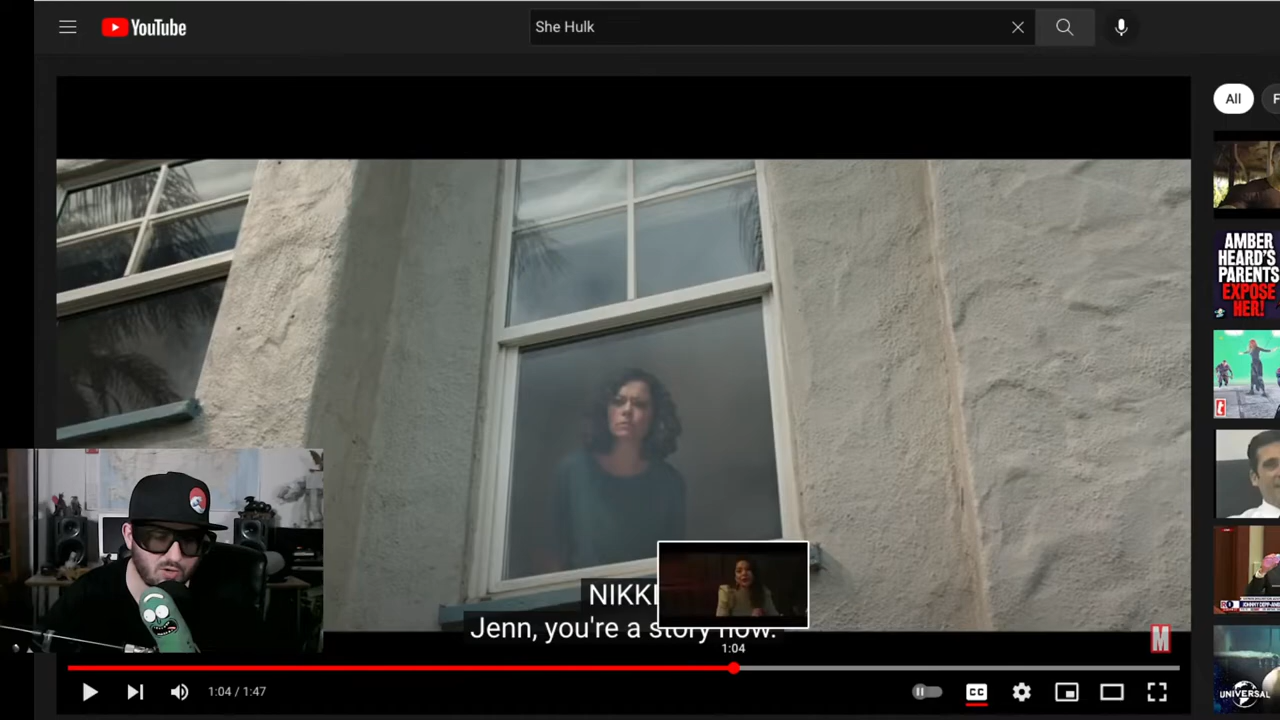 YouTube
She Hulk
All
AMBER
HEARD'S
PARENTS
EXPOSE
HER!
NIKKI
Jenn, you're a story now.
1:04
1:04 / 1:47
CC
M
UNIVERSAL